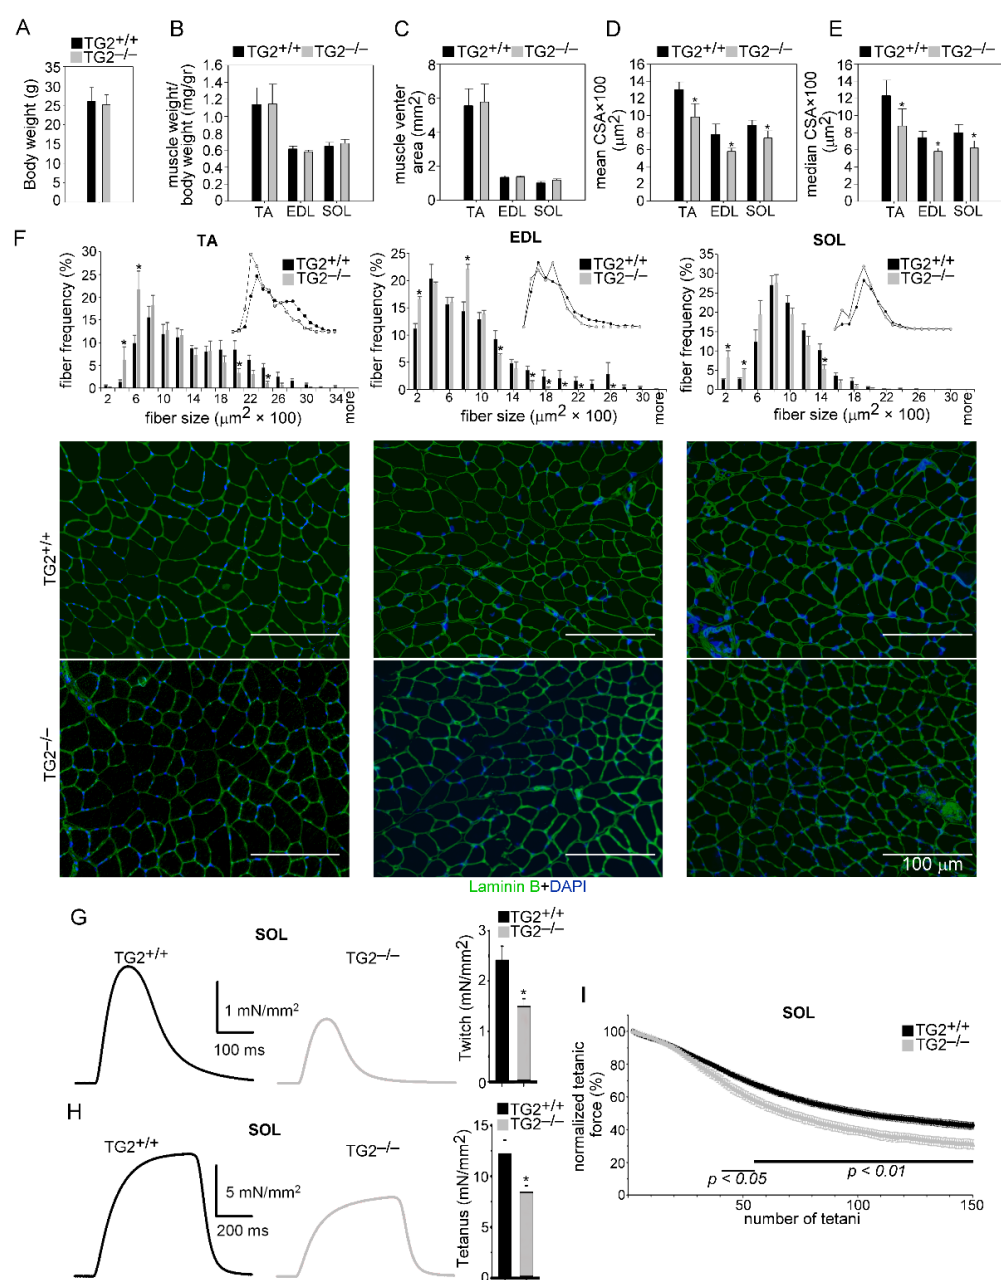 A
TG2+/+
TG2–/–
Body weight (g)
35
30
25
20
15
10
5
0
B
TG2+/+ TG2–/–
muscle weight/
body weight (mg/gr)
1.6
1.4
1.2
1.0
0.8
0.6
0.4
0.2
0
TA EDL SOL
C
TG2+/+ TG2–/–
muscle venter
area (mm2)
8
6
4
2
0
TA EDL SOL
D
TG2+/+ TG2–/–
mean CSA×100
(μm2)
16
14
12
10
8
6
4
2
0
* * *
TA EDL SOL
E
TG2+/+ TG2–/–
median CSA×100
(μm2)
16
14
12
10
8
6
4
2
0
* * *
TA EDL SOL
F
TA
TG2+/+
TG2–/–
fiber frequency (%)
30
25
20
15
10
5
0
* * * *
2 6 10 14 18 22 26 30 34 more
fiber size (μm2 × 100)
EDL
TG2+/+
TG2–/–
fiber frequency (%)
25
20
15
10
5
0
* * * * * * * * *
2 6 10 14 18 22 26 30 more
fiber size (μm2 × 100)
SOL
TG2+/+
TG2–/–
fiber frequency (%)
35
30
25
20
15
10
5
0
* * *
2 6 10 14 18 22 26 30 more
fiber size (μm2 × 100)
TG2+/+
TG2–/–
100 μm
Laminin B+DAPI
G
SOL
TG2+/+
TG2–/–
1 mN/mm2
100 ms
TG2+/+
TG2–/–
Twitch (mN/mm2)
3
2
1
0
*
H
SOL
TG2+/+
TG2–/–
5 mN/mm2
200 ms
TG2+/+
TG2–/–
Tetanus (mN/mm2)
15
10
5
0
*
I
SOL
TG2+/+
TG2–/–
normalized tetanic
force (%)
100
80
60
40
20
0
p < 0.05
p < 0.01
50 100 150
number of tetani